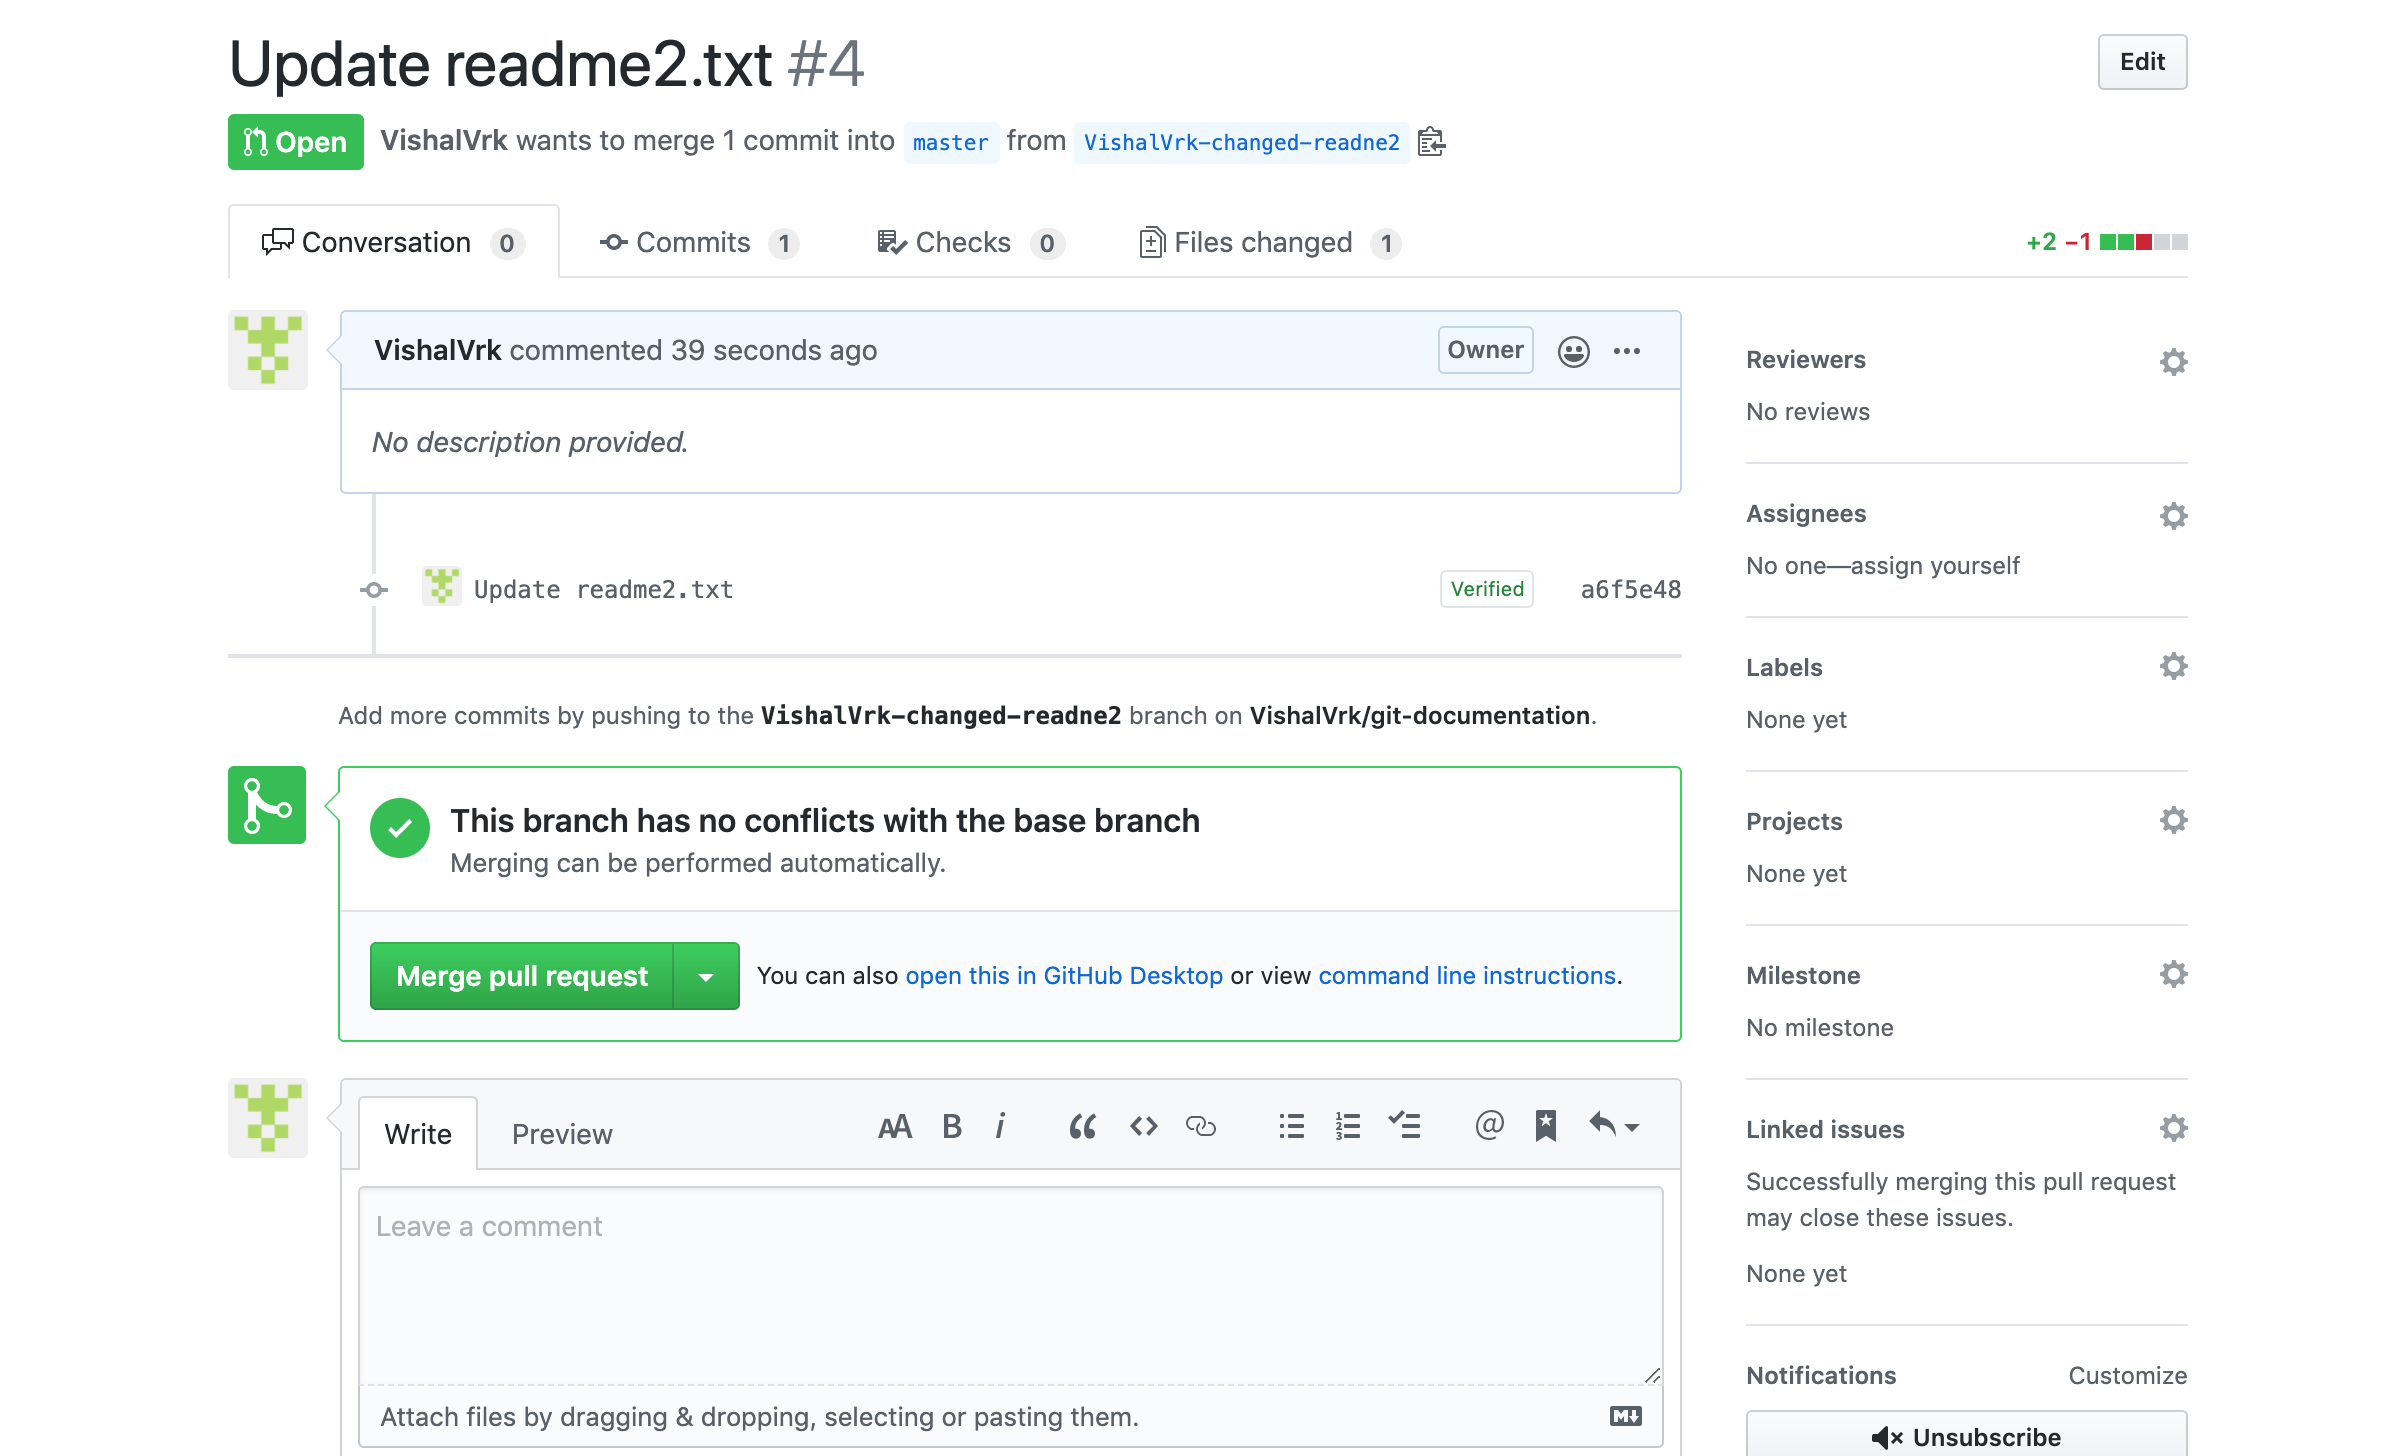 Update readme2.txt #4
Edit
Open
VishalVrk wants to merge 1 commit into master from VishalVrk-changed-readne2
Conversation 0
Commits 1
Checks 0
Files changed 1
+2 −1
VishalVrk commented 39 seconds ago
Owner
No description provided.
Update readme2.txt
Verified
a6f5e48
Add more commits by pushing to the VishalVrk-changed-readne2 branch on VishalVrk/git-documentation.
This branch has no conflicts with the base branch
Merging can be performed automatically.
Merge pull request
You can also open this in GitHub Desktop or view command line instructions.
Write
Preview
Leave a comment
Attach files by dragging & dropping, selecting or pasting them.
Reviewers
No reviews
Assignees
No one—assign yourself
Labels
None yet
Projects
None yet
Milestone
No milestone
Linked issues
Successfully merging this pull request
may close these issues.
None yet
Notifications
Customize
Unsubscribe